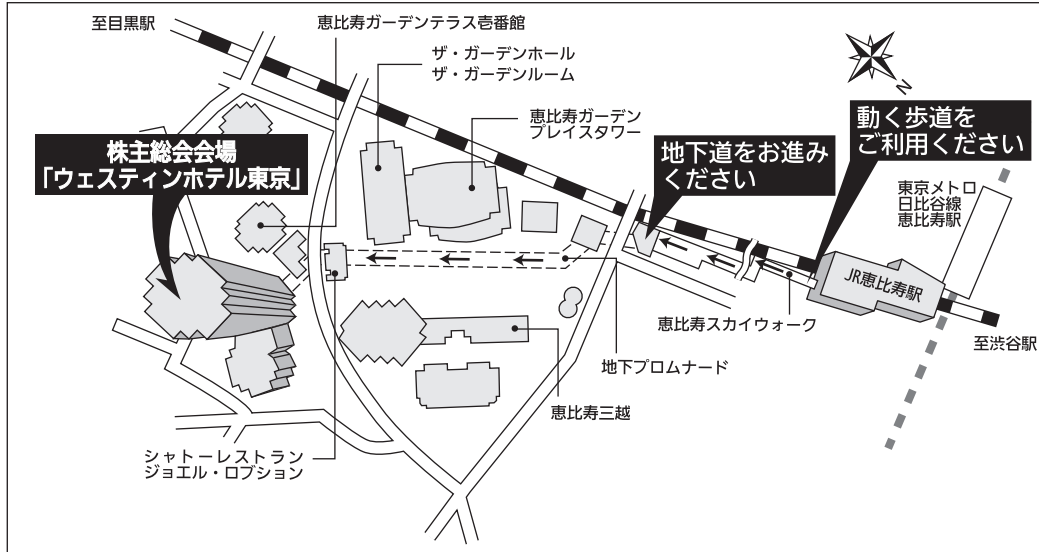 至目黒駅
恵比寿ガーデンテラス壱番館
ザ・ガーデンホール
ザ・ガーデンルーム
恵比寿ガーデン
プレイスタワー
N
動く歩道を
ご利用ください
地下道をお進み
ください
株主総会会場
「ウェスティンホテル東京」
東京メトロ
日比谷線
恵比寿駅
JR恵比寿駅
恵比寿スカイウォーク
至渋谷駅
地下プロムナード
恵比寿三越
シャトーレストラン
ジョエル・ロブション